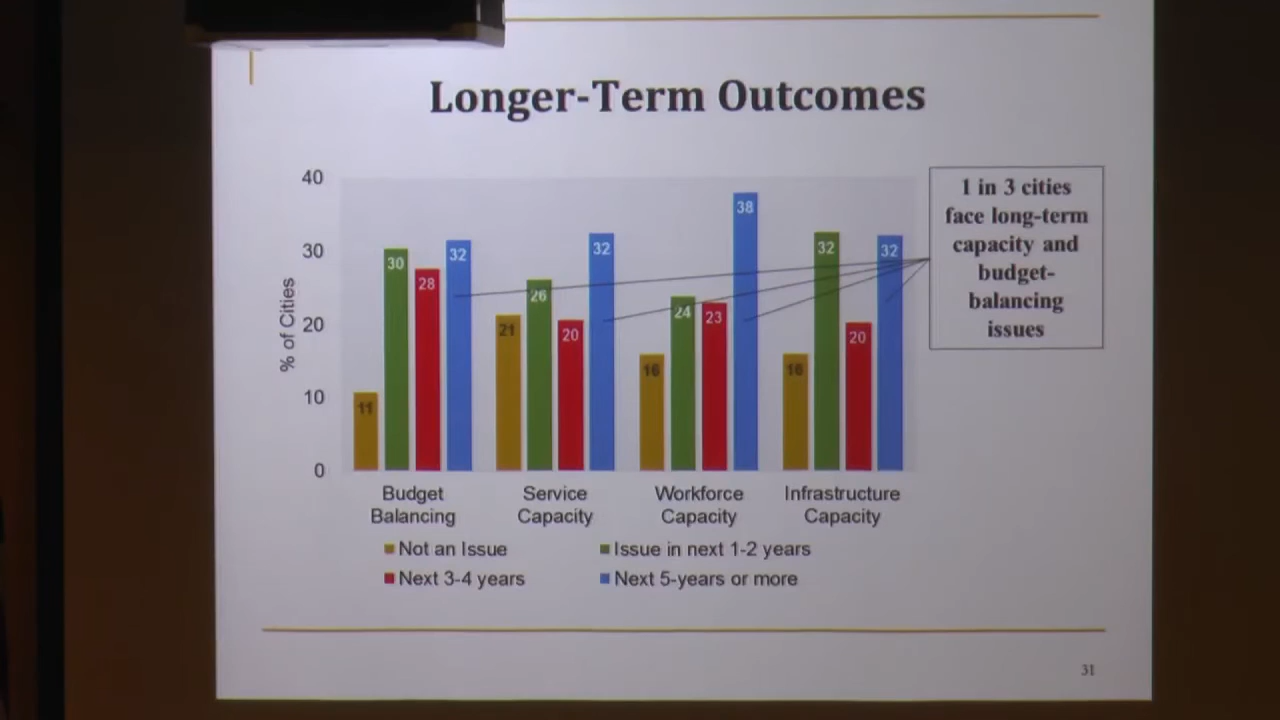 Longer-Term Outcomes
40
30
20
10
0
% of Cities
11
30
28
32
21
26
20
32
16
24
23
38
16
32
20
32
Budget
Balancing
Service
Capacity
Workforce
Capacity
Infrastructure
Capacity
Not an Issue
Issue in next 1-2 years
Next 3-4 years
Next 5-years or more
1 in 3 cities
face long-term
capacity and
budget-
balancing
issues
31